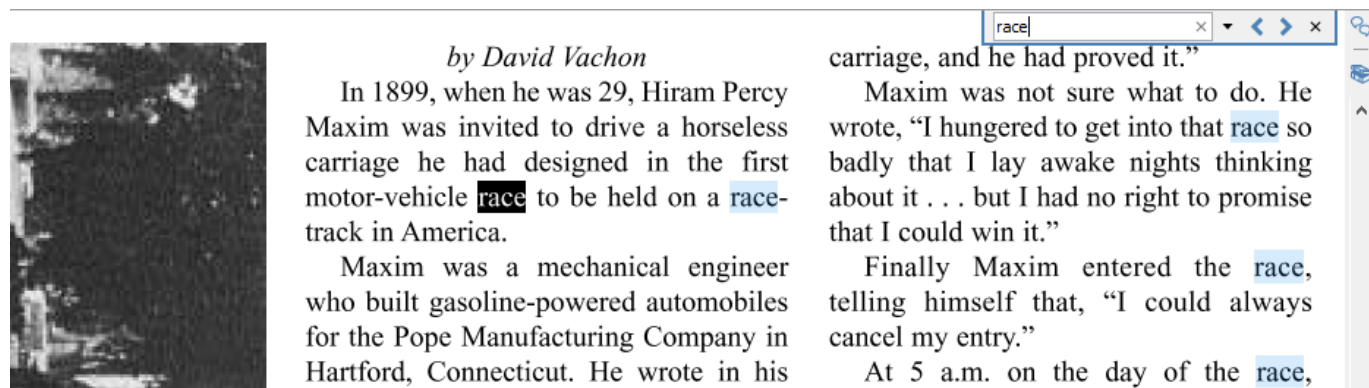 race
by David Vachon
In 1899, when he was 29, Hiram Percy
Maxim was invited to drive a horseless
carriage he had designed in the first
motor-vehicle race to be held on a race-
track in America.
Maxim was a mechanical engineer
who built gasoline-powered automobiles
for the Pope Manufacturing Company in
Hartford, Connecticut. He wrote in his
carriage, and he had proved it.”
Maxim was not sure what to do. He
wrote, “I hungered to get into that race so
badly that I lay awake nights thinking
about it . . . but I had no right to promise
that I could win it.”
Finally Maxim entered the race,
telling himself that, “I could always
cancel my entry.”
At 5 a.m. on the day of the race,